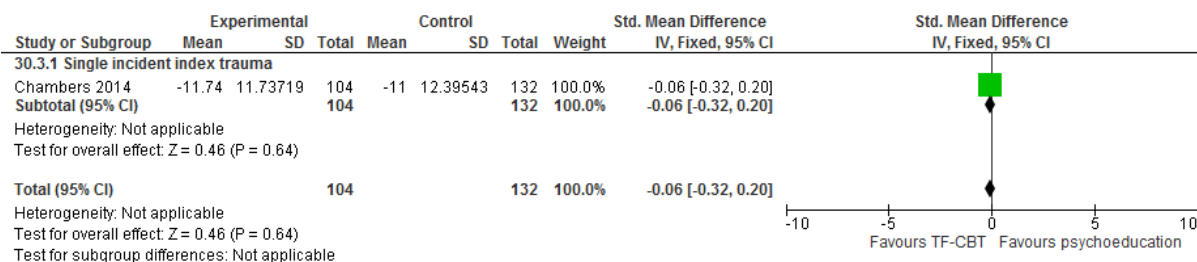 Experimental Control Std. Mean Difference Std. Mean Difference
Study or Subgroup Mean SD Total Mean SD Total Weight IV, Fixed, 95% CI IV, Fixed, 95% CI
30.3.1 Single incident index trauma
Chambers 2014 -11.74 11.73719 104 -11 12.39543 132 100.0% -0.06 [-0.32, 0.20]
Subtotal (95% CI) 104 132 100.0% -0.06 [-0.32, 0.20]
Heterogeneity: Not applicable
Test for overall effect: Z = 0.46 (P = 0.64)
Total (95% CI) 104 132 100.0% -0.06 [-0.32, 0.20]
Heterogeneity: Not applicable
Test for overall effect: Z = 0.46 (P = 0.64)
Test for subgroup differences: Not applicable
-10 -5 0 5 10
Favours TF-CBT Favours psychoeducation